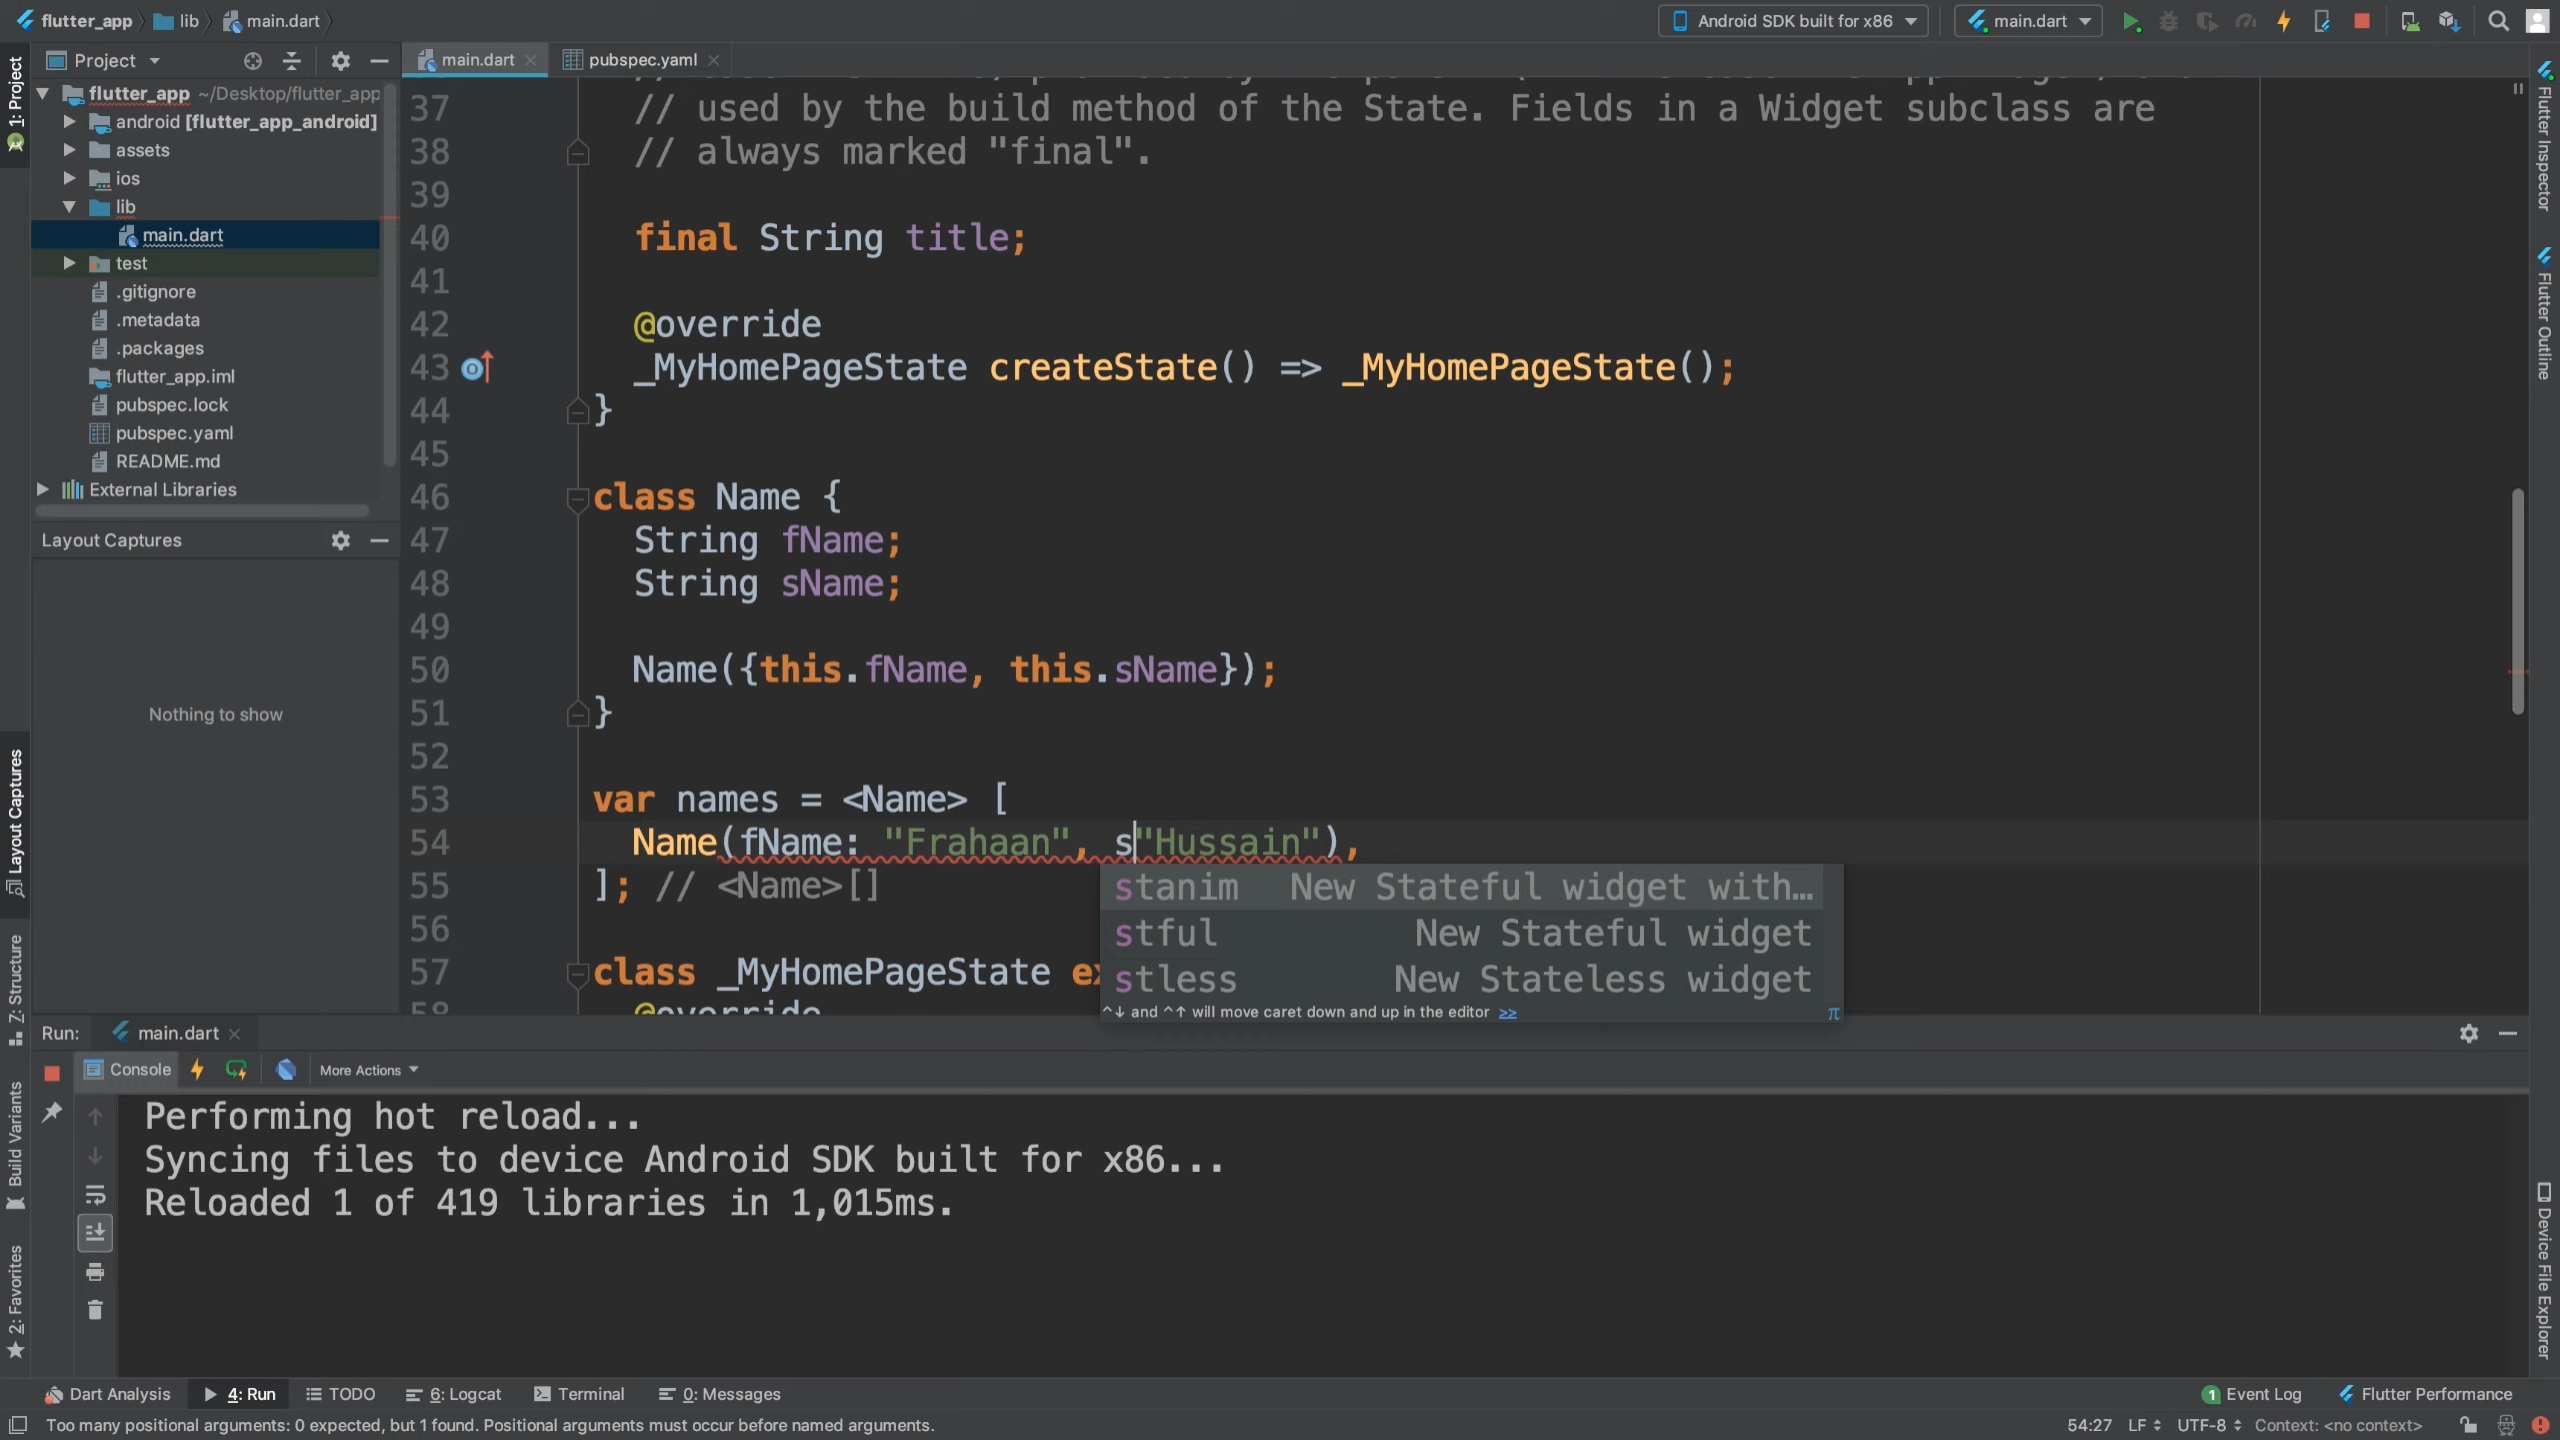 flutter_app lib main.dart Android SDK built for x86 main.dart
Project main.dart pubspec.yaml
1: Project
flutter_app ~/Desktop/flutter_app
android [flutter_app_android]
assets
ios
lib
main.dart
test
.gitignore
.metadata
.packages
flutter_app.iml
pubspec.lock
pubspec.yaml
README.md
External Libraries
Layout Captures
Nothing to show
Layout Captures
Z: Structure
Build Variants
2: Favorites
37 // used by the build method of the State. Fields in a Widget subclass are
38 // always marked "final".
39
40 final String title;
41
42 @override
43 _MyHomePageState createState() => _MyHomePageState();
44 }
45
46 class Name {
47 String fName;
48 String sName;
49
50 Name({this.fName, this.sName});
51 }
52
53 var names = <Name> [
54 Name(fName: "Frahaan", s"Hussain"),
55 ]; // <Name>[]
56
57 class _MyHomePageState ex
58 @override
stanim New Stateful widget with…
stful New Stateful widget
stless New Stateless widget
^↓ and ^↑ will move caret down and up in the editor >> π
Flutter Inspector
Flutter Outline
Device File Explorer
Run: main.dart
Console More Actions
Performing hot reload...
Syncing files to device Android SDK built for x86...
Reloaded 1 of 419 libraries in 1,015ms.
Dart Analysis 4: Run TODO 6: Logcat Terminal 0: Messages 1 Event Log Flutter Performance
Too many positional arguments: 0 expected, but 1 found. Positional arguments must occur before named arguments. 54:27 LF UTF-8 Context: <no context>